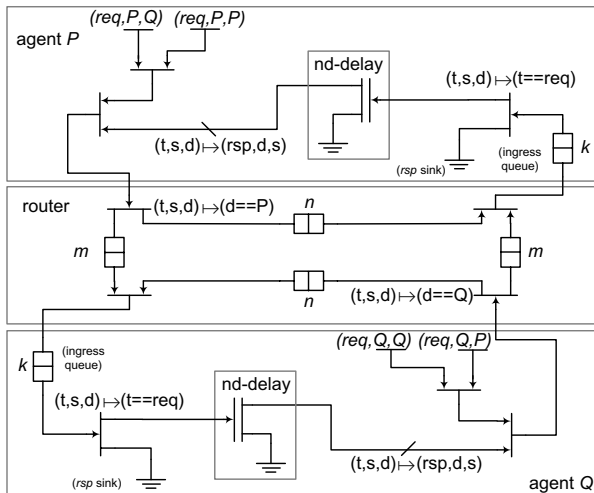 (req,P,Q) (req,P,P)
agent P
nd-delay
(t,s,d)↦(t==req)
k
(t,s,d)↦(rsp,d,s)
(rsp sink)
(ingress
queue)
router
(t,s,d)↦(d==P)
n
m
m
n
(t,s,d)↦(d==Q)
k
(ingress
queue)
(req,Q,Q) (req,Q,P)
(t,s,d)↦(t==req)
nd-delay
(t,s,d)↦(rsp,d,s)
(rsp sink)
agent Q